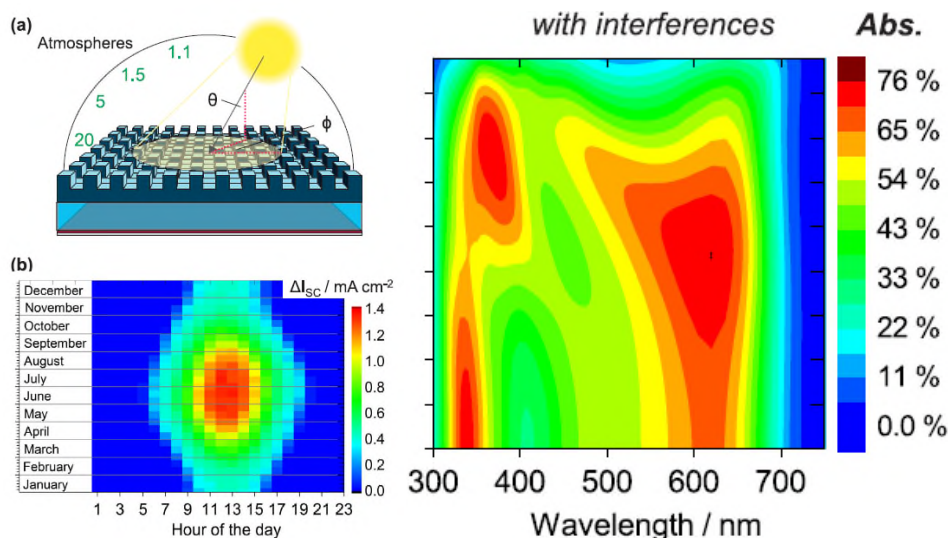 (a)
Atmospheres
1.1
1.5
5
20
θ
ϕ
(b)
ΔI_SC / mA cm⁻²
December
November
October
September
August
July
June
May
April
March
February
January
1.4
1.2
1.0
0.8
0.6
0.4
0.2
0.0
1 3 5 7 9 11 13 15 17 19 21 23
Hour of the day
with interferences
Abs.
76 %
65 %
54 %
43 %
33 %
22 %
11 %
0.0 %
300 400 500 600 700
Wavelength / nm